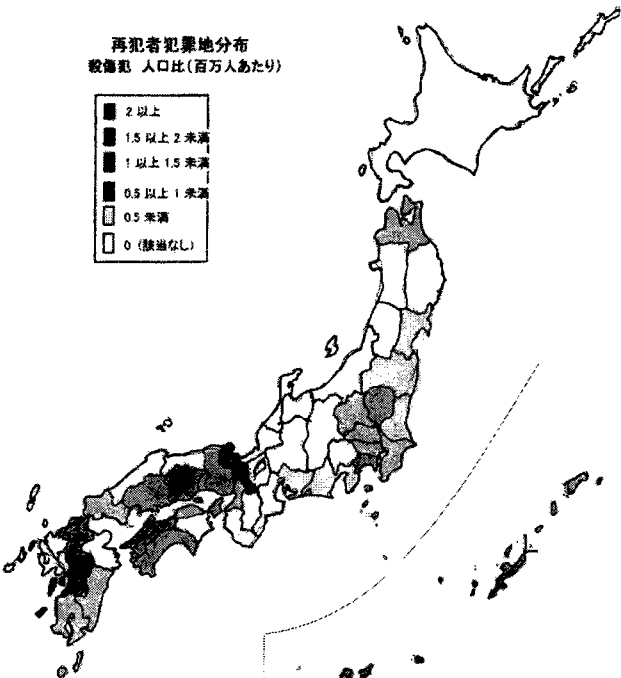 再犯者犯罪地分布
殺傷犯 人口比(百万人あたり)
2 以上
1.5 以上 2 未満
1 以上 1.5 未満
0.5 以上 1 未満
0.5 未満
0 (該当なし)